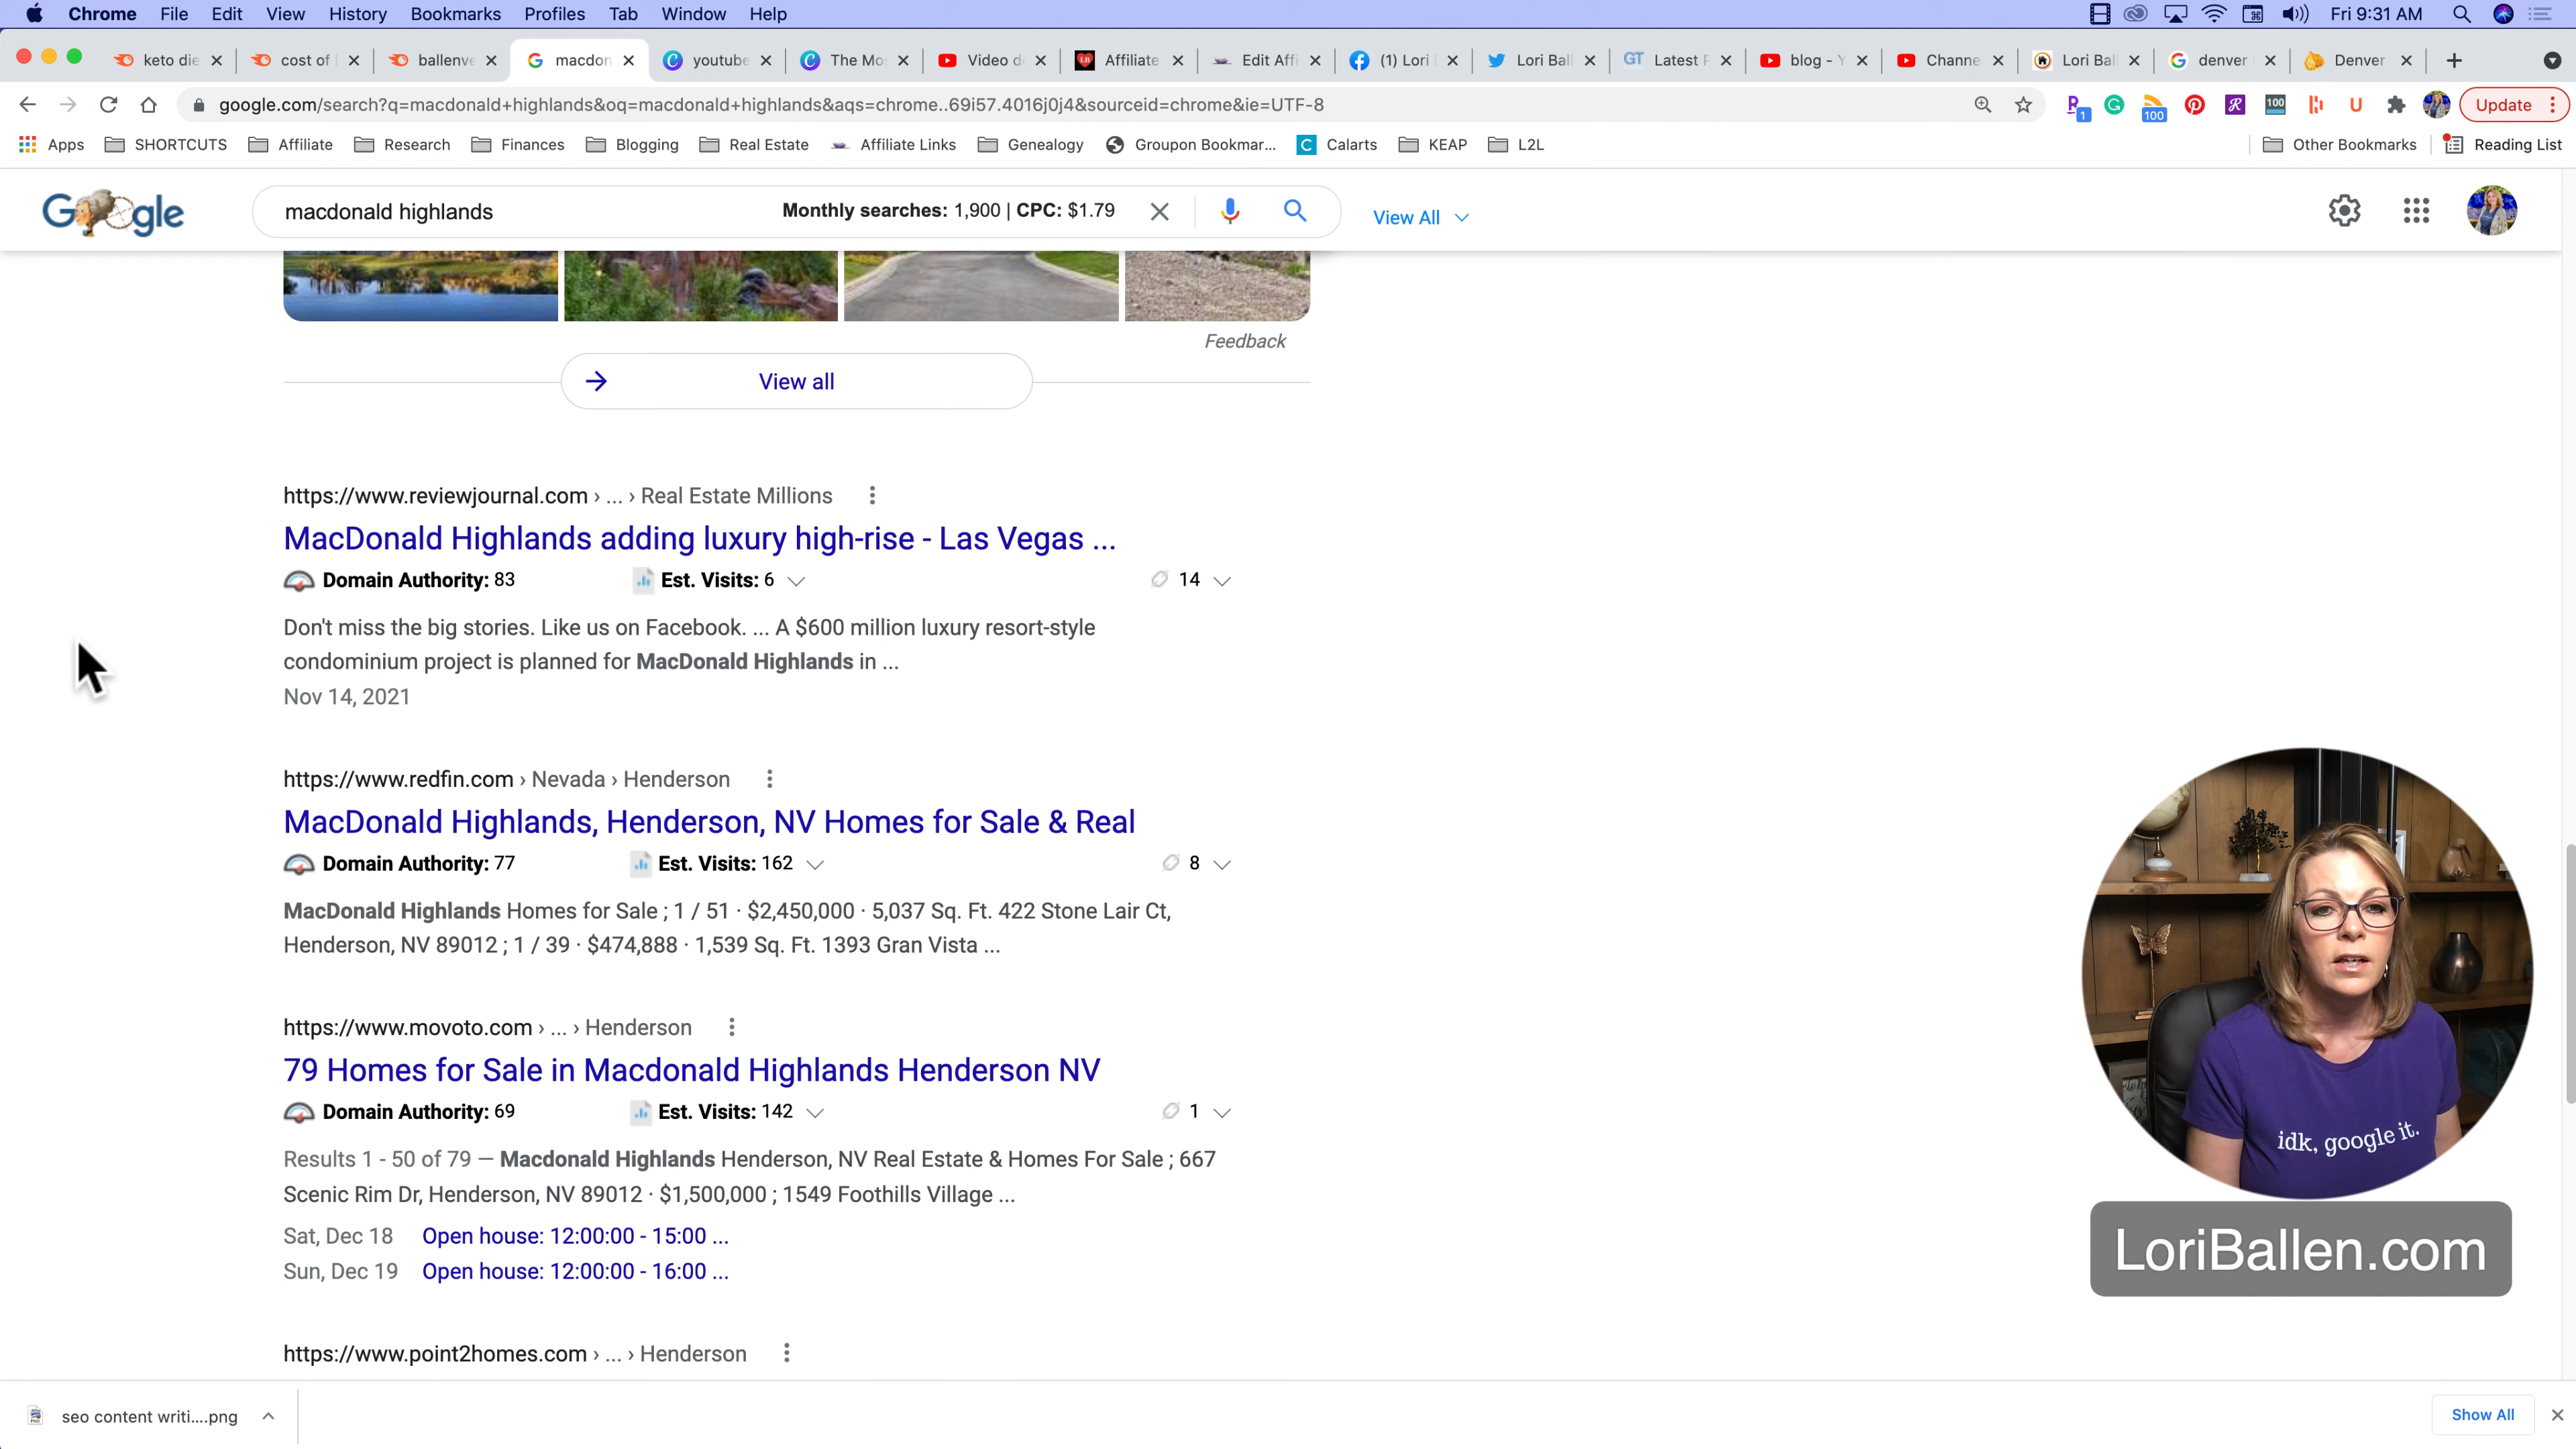 Chrome File Edit View History Bookmarks Profiles Tab Window Help
Fri 9:31 AM
keto die
cost of
ballenve
macdon
youtube
The Mo
Video d
Affiliate
Edit Affi
(1) Lori
Lori Ball
GT Latest
blog - Y
Channe
Lori Bal
denver
Denver
google.com/search?q=macdonald+highlands&oq=macdonald+highlands&aqs=chrome..69i57.4016j0j4&sourceid=chrome&ie=UTF-8
1
100
100
Update
Apps SHORTCUTS Affiliate Research Finances Blogging Real Estate Affiliate Links Genealogy Groupon Bookmar... Calarts KEAP L2L
Other Bookmarks Reading List
Google
macdonald highlands
Monthly searches: 1,900 | CPC: $1.79
View All
Feedback
View all
https://www.reviewjournal.com › ... › Real Estate Millions
MacDonald Highlands adding luxury high-rise - Las Vegas ...
Domain Authority: 83 Est. Visits: 6 14
Don't miss the big stories. Like us on Facebook. ... A $600 million luxury resort-style
condominium project is planned for MacDonald Highlands in ...
Nov 14, 2021
https://www.redfin.com › Nevada › Henderson
MacDonald Highlands, Henderson, NV Homes for Sale & Real
Domain Authority: 77 Est. Visits: 162 8
MacDonald Highlands Homes for Sale ; 1 / 51 · $2,450,000 · 5,037 Sq. Ft. 422 Stone Lair Ct,
Henderson, NV 89012 ; 1 / 39 · $474,888 · 1,539 Sq. Ft. 1393 Gran Vista ...
https://www.movoto.com › ... › Henderson
79 Homes for Sale in Macdonald Highlands Henderson NV
Domain Authority: 69 Est. Visits: 142 1
Results 1 - 50 of 79 — Macdonald Highlands Henderson, NV Real Estate & Homes For Sale ; 667
Scenic Rim Dr, Henderson, NV 89012 · $1,500,000 ; 1549 Foothills Village ...
Sat, Dec 18 Open house: 12:00:00 - 15:00 ...
Sun, Dec 19 Open house: 12:00:00 - 16:00 ...
https://www.point2homes.com › ... › Henderson
idk, google it.
LoriBallen.com
seo content writi....png
Show All